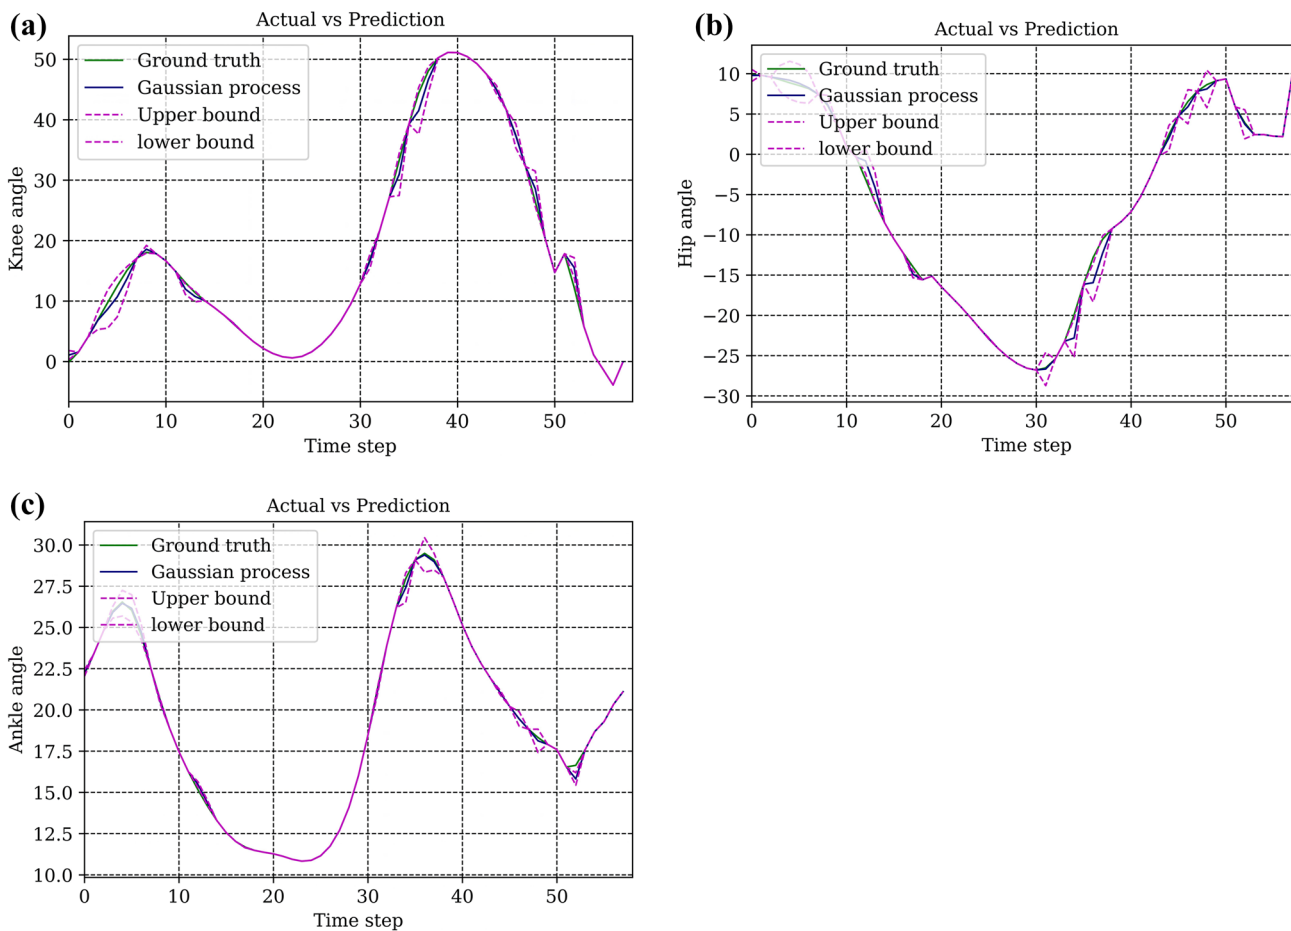 (a)
Actual vs Prediction
Ground truth
Gaussian process
Upper bound
lower bound
50
40
30
20
10
0
Knee angle
0 10 20 30 40 50
Time step
(b)
Actual vs Prediction
Ground truth
Gaussian process
Upper bound
lower bound
10
5
0
−5
−10
−15
−20
−25
−30
Hip angle
0 10 20 30 40 50
Time step
(c)
Actual vs Prediction
Ground truth
Gaussian process
Upper bound
lower bound
30.0
27.5
25.0
22.5
20.0
17.5
15.0
12.5
10.0
Ankle angle
0 10 20 30 40 50
Time step